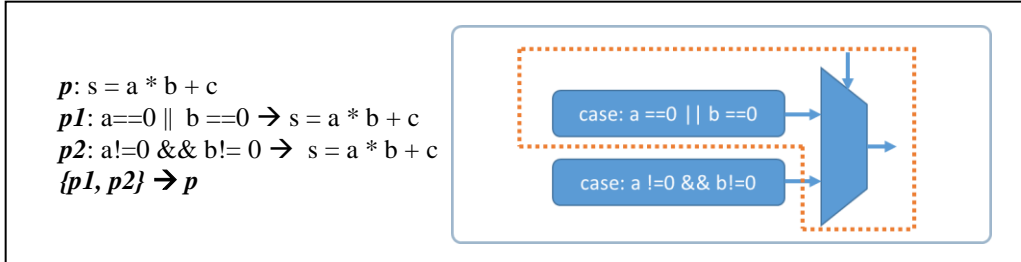 p: s = a * b + c
p1: a==0 || b ==0 → s = a * b + c
p2: a!=0 && b!= 0 → s = a * b + c
{p1, p2} → p
case: a ==0 || b ==0
case: a !=0 && b!=0